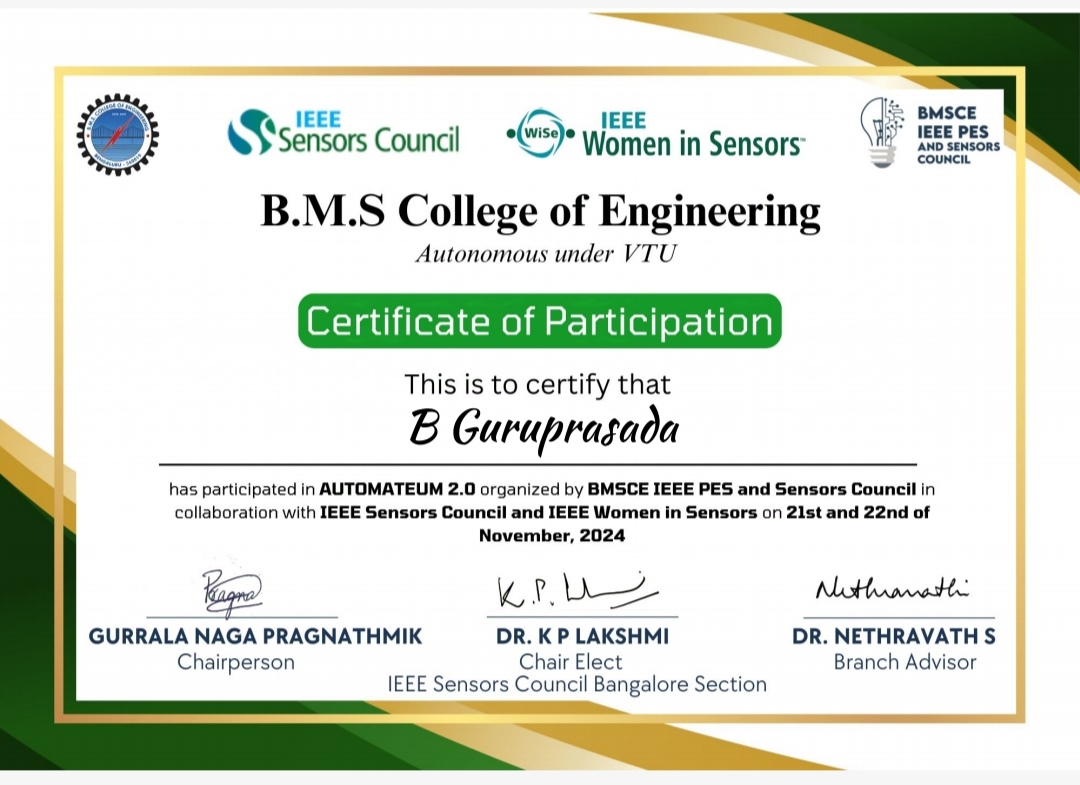 B.M.S. COLLEGE OF ENGINEERING
IEEE
Sensors Council
WiSe
IEEE
Women in Sensors™
BMSCE
IEEE PES
AND SENSORS
COUNCIL
B.M.S College of Engineering
Autonomous under VTU
Certificate of Participation
This is to certify that
B Guruprasada
has participated in AUTOMATEUM 2.0 organized by BMSCE IEEE PES and Sensors Council in
collaboration with IEEE Sensors Council and IEEE Women in Sensors on 21st and 22nd of
November, 2024
Pragna
K.P.
GURRALA NAGA PRAGNATHMIK
Chairperson
DR. K P LAKSHMI
Chair Elect
IEEE Sensors Council Bangalore Section
DR. NETHRAVATH S
Branch Advisor